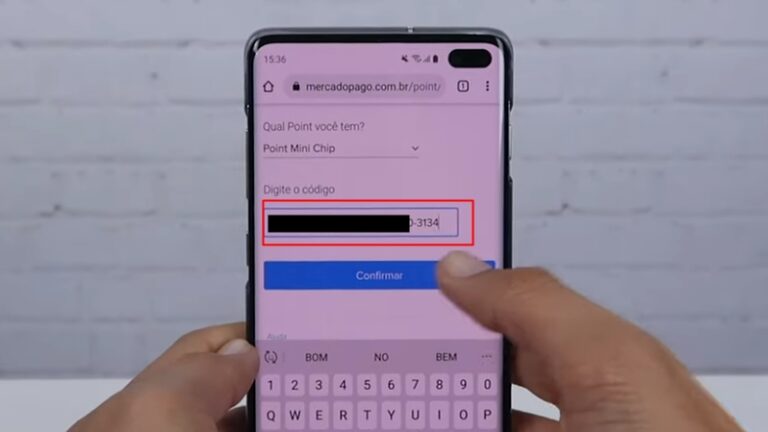 15:36
mercadopago.com.br/point/
1
Qual Point você tem?
Point Mini Chip
Digite o código
0-3134
Confirmar
Ajuda
BOM NO BEM
1 2 3 4 5 6 7 8 9 0
Q W E R T Y U I O P